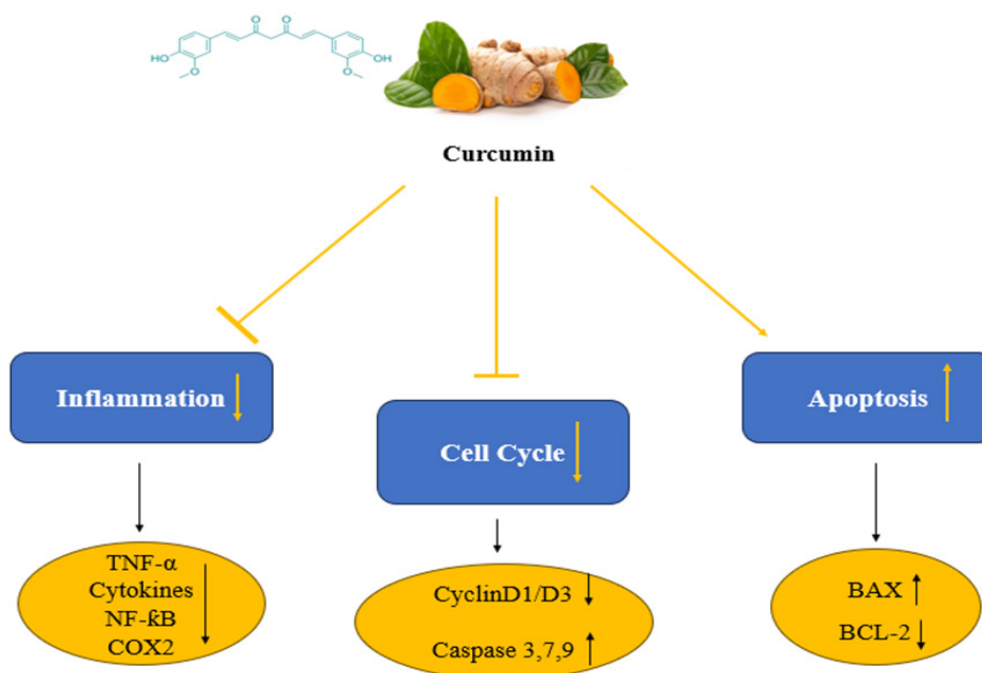 HO
O
O
O
O
OH
Curcumin
Inflammation
Cell Cycle
Apoptosis
TNF-α
Cytokines
NF-ƙB
COX2
CyclinD1/D3
Caspase 3,7,9
BAX
BCL-2